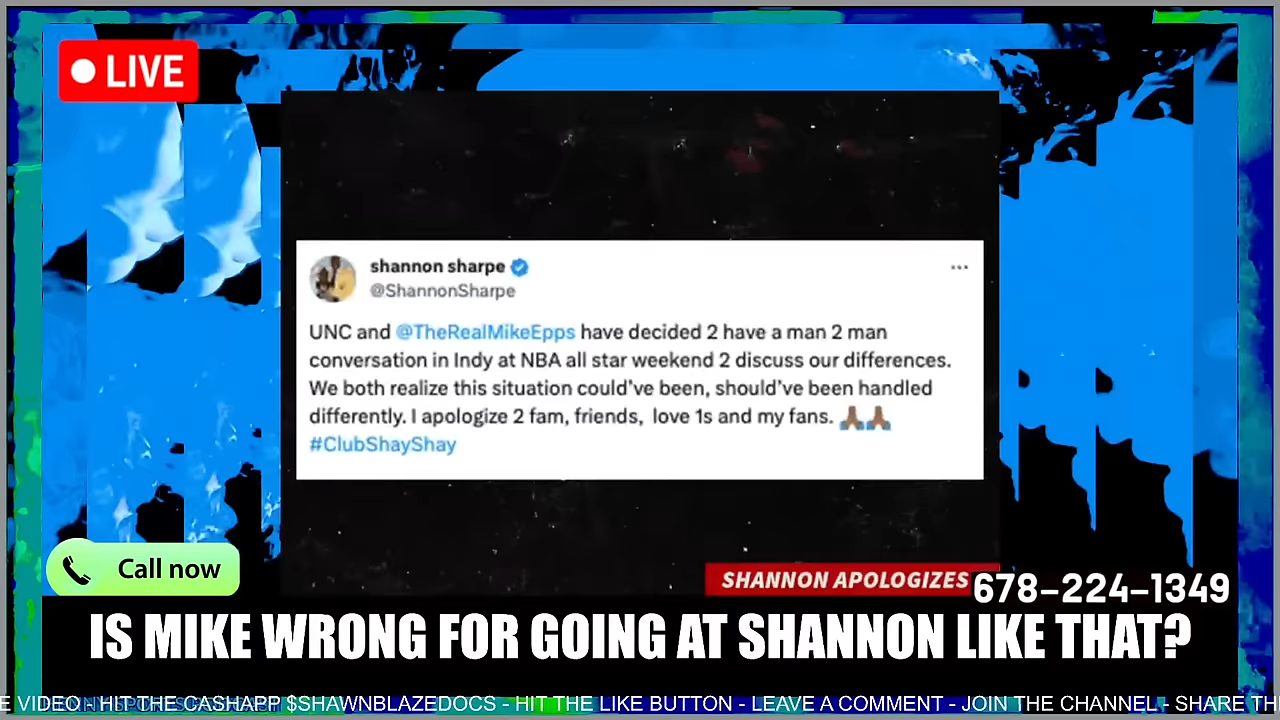 LIVE
shannon sharpe
@ShannonSharpe
UNC and @TheRealMikeEpps have decided 2 have a man 2 man
conversation in Indy at NBA all star weekend 2 discuss our differences.
We both realize this situation could've been, should've been handled
differently. I apologize 2 fam, friends, love 1s and my fans. 🙏🏾🙏🏾
#ClubShayShay
Call now
SHANNON APOLOGIZES
678-224-1349
IS MIKE WRONG FOR GOING AT SHANNON LIKE THAT?
E VIDEO - HIT THE CASHAPP $SHAWNBLAZEDOCS - HIT THE LIKE BUTTON - LEAVE A COMMENT - JOIN THE CHANNEL - SHARE TH